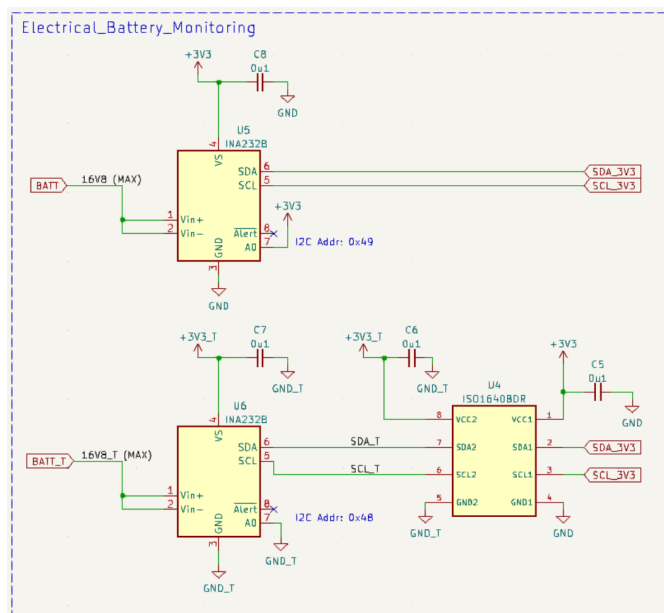 Electrical_Battery_Monitoring
+3V3
C8
0u1
GND
U5
INA232B
4
VS
SDA 6
SCL 5
SDA_3V3
SCL_3V3
BATT
16V8 (MAX)
+3V3
1 Vin+
2 Vin-
Alert 8
A0 7
I2C Addr: 0x49
GND
3
GND
+3V3_T
C7
0u1
GND_T
+3V3_T
C6
0u1
GND_T
+3V3
C5
0u1
GND
U4
ISO1640BDR
U6
INA232B
4
VS
8 VCC2
VCC1 1
SDA 6
SDA_T
7 SDA2
SDA1 2
SDA_3V3
SCL 5
SCL_T
6 SCL2
SCL1 3
SCL_3V3
BATT_T
16V8_T (MAX)
1 Vin+
2 Vin-
Alert 8
A0 7
I2C Addr: 0x48
5 GND2
GND1 4
GND_T
GND
GND
3
GND_T
GND_T